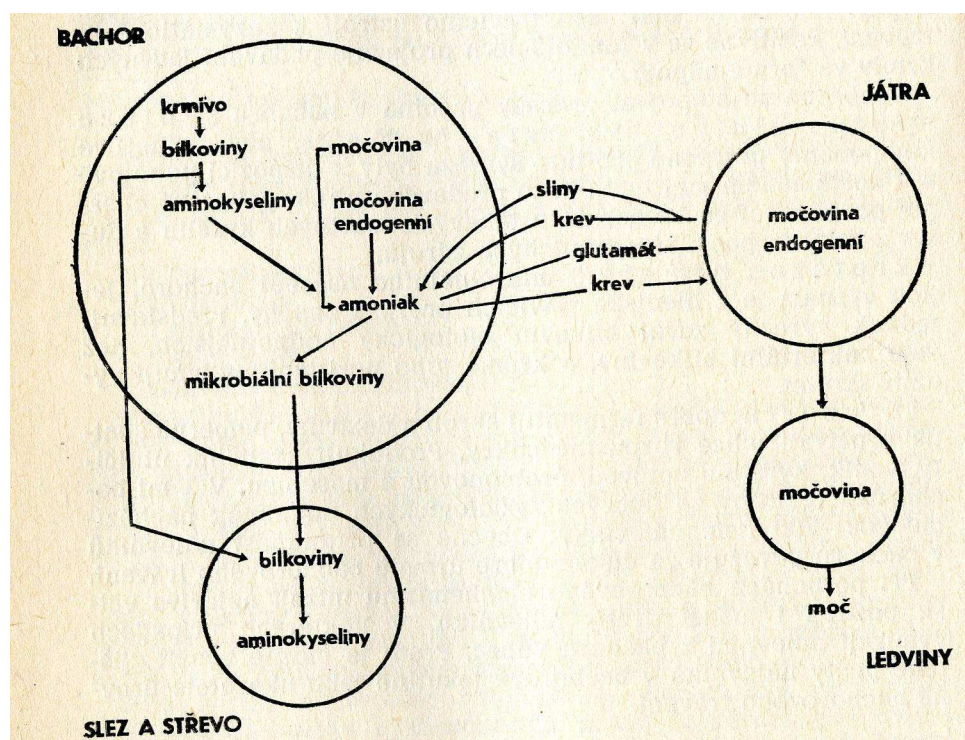 BACHOR
krmivo
bílkoviny
aminokyseliny
močovina
močovina
endogenní
amoniak
mikrobiální bílkoviny
sliny
krev
glutamát
krev
JÁTRA
močovina
endogenní
močovina
moč
LEDVINY
bílkoviny
aminokyseliny
SLEZ A STŘEVO